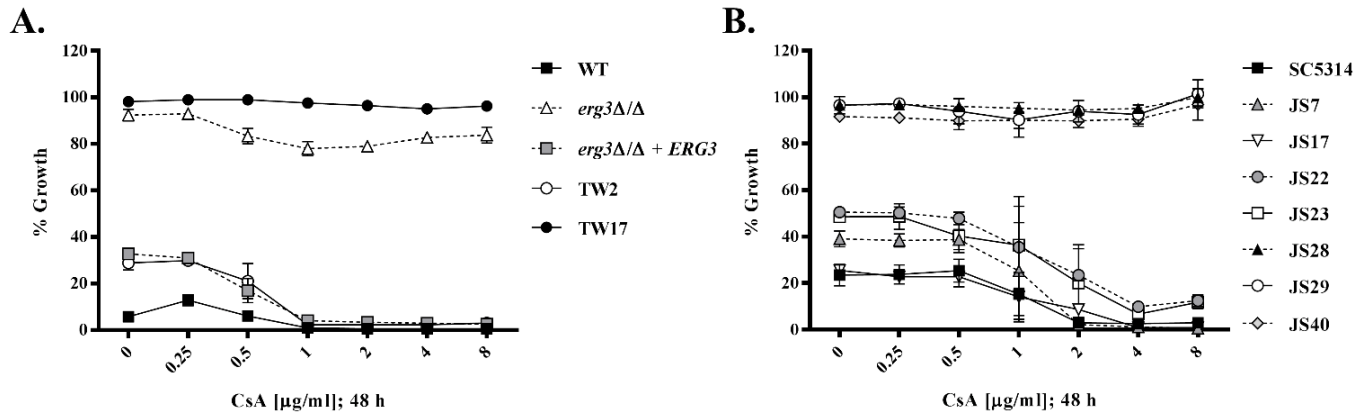 A.
120
100
80
60
40
20
0
% Growth
0
0.25
0.5
1
2
4
8
CsA [µg/ml]; 48 h
WT
erg3Δ/Δ
erg3Δ/Δ + ERG3
TW2
TW17
B.
120
100
80
60
40
20
0
% Growth
0
0.25
0.5
1
2
4
8
CsA [µg/ml]; 48 h
SC5314
JS7
JS17
JS22
JS23
JS28
JS29
JS40